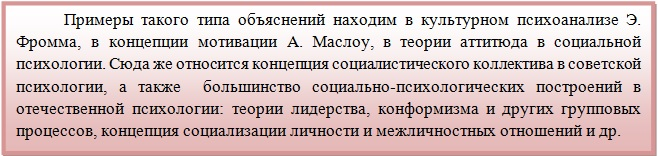 Примеры такого типа объяснений находим в культурном психоанализе Э.
Фромма, в концепции мотивации А. Маслоу, в теории аттитюда в социальной
психологии. Сюда же относится концепция социалистического коллектива в советской
психологии, а также большинство социально-психологических построений в
отечественной психологии: теории лидерства, конформизма и других групповых
процессов, концепция социализации личности и межличностных отношений и др.